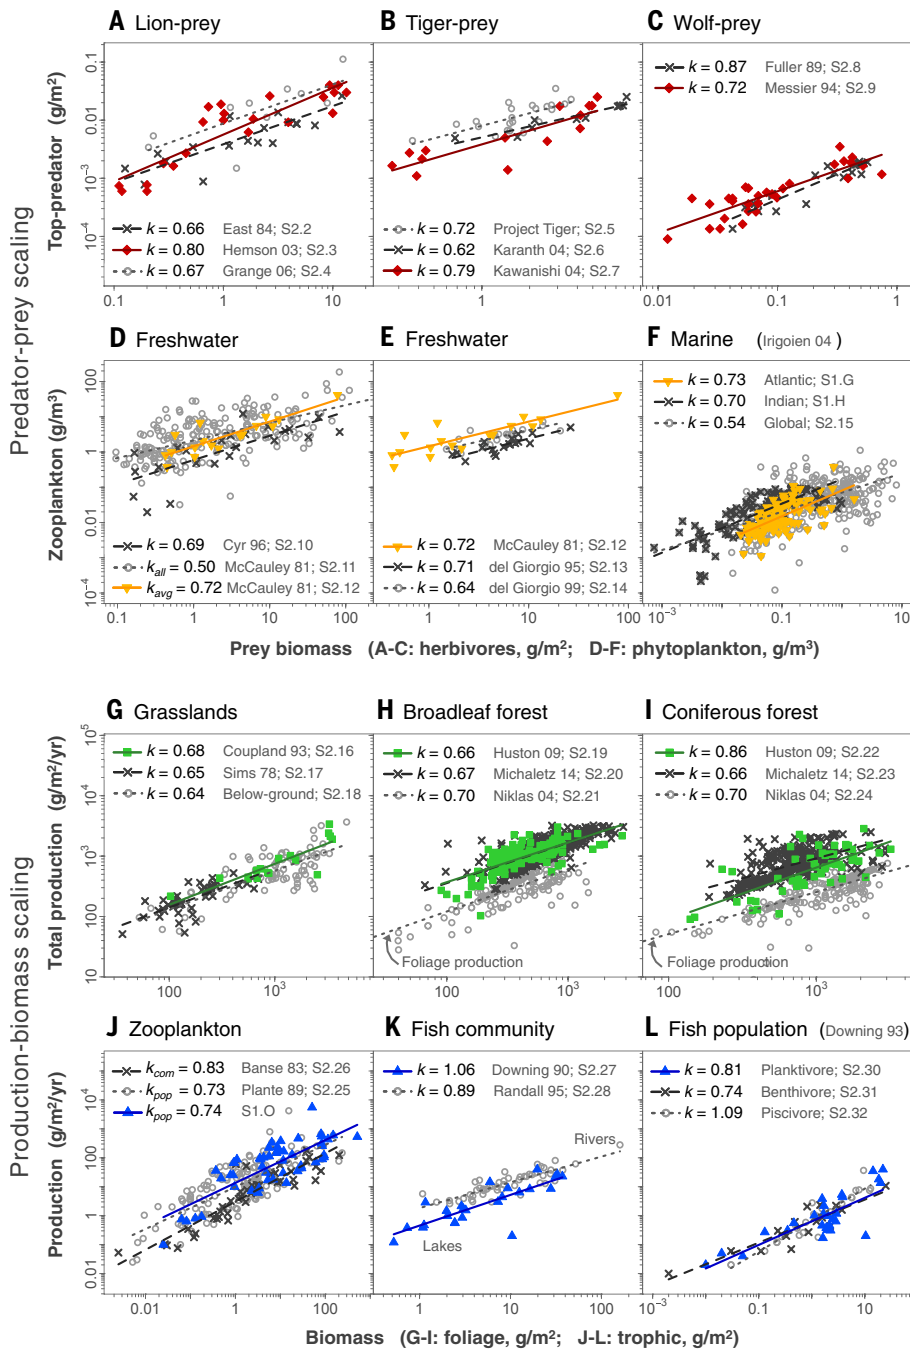 Predator-prey scaling
A Lion-prey
B Tiger-prey
C Wolf-prey
Top-predator (g/m²)
0.1
0.01
10⁻³
10⁻⁴
k = 0.66 East 84; S2.2
k = 0.80 Hemson 03; S2.3
k = 0.67 Grange 06; S2.4
0.1 1 10
k = 0.72 Project Tiger; S2.5
k = 0.62 Karanth 04; S2.6
k = 0.79 Kawanishi 04; S2.7
1
k = 0.87 Fuller 89; S2.8
k = 0.72 Messier 94; S2.9
0.01 0.1 1
D Freshwater
E Freshwater
F Marine (Irigoien 04 )
Zooplankton (g/m³)
100
1
0.01
10⁻⁴
k = 0.69 Cyr 96; S2.10
k all = 0.50 McCauley 81; S2.11
k avg = 0.72 McCauley 81; S2.12
0.1 1 10 100
k = 0.72 McCauley 81; S2.12
k = 0.71 del Giorgio 95; S2.13
k = 0.64 del Giorgio 99; S2.14
1 10 100
k = 0.73 Atlantic; S1.G
k = 0.70 Indian; S1.H
k = 0.54 Global; S2.15
10⁻³ 0.1 10
Prey biomass (A-C: herbivores, g/m²; D-F: phytoplankton, g/m³)
Production-biomass scaling
G Grasslands
H Broadleaf forest
I Coniferous forest
Total production (g/m²/yr)
10⁵
10⁴
10³
100
10
k = 0.68 Coupland 93; S2.16
k = 0.65 Sims 78; S2.17
k = 0.64 Below-ground; S2.18
100 10³
k = 0.66 Huston 09; S2.19
k = 0.67 Michaletz 14; S2.20
k = 0.70 Niklas 04; S2.21
Foliage production
100 10³
k = 0.86 Huston 09; S2.22
k = 0.66 Michaletz 14; S2.23
k = 0.70 Niklas 04; S2.24
Foliage production
100 10³
J Zooplankton
K Fish community
L Fish population (Downing 93)
Production (g/m²/yr)
10⁴
100
1
0.01
k com = 0.83 Banse 83; S2.26
k pop = 0.73 Plante 89; S2.25
k pop = 0.74 S1.O
0.01 1 100
k = 1.06 Downing 90; S2.27
k = 0.89 Randall 95; S2.28
Rivers
Lakes
1 10 100
k = 0.81 Planktivore; S2.30
k = 0.74 Benthivore; S2.31
k = 1.09 Piscivore; S2.32
10⁻³ 0.1 10
Biomass (G-I: foliage, g/m²; J-L: trophic, g/m²)